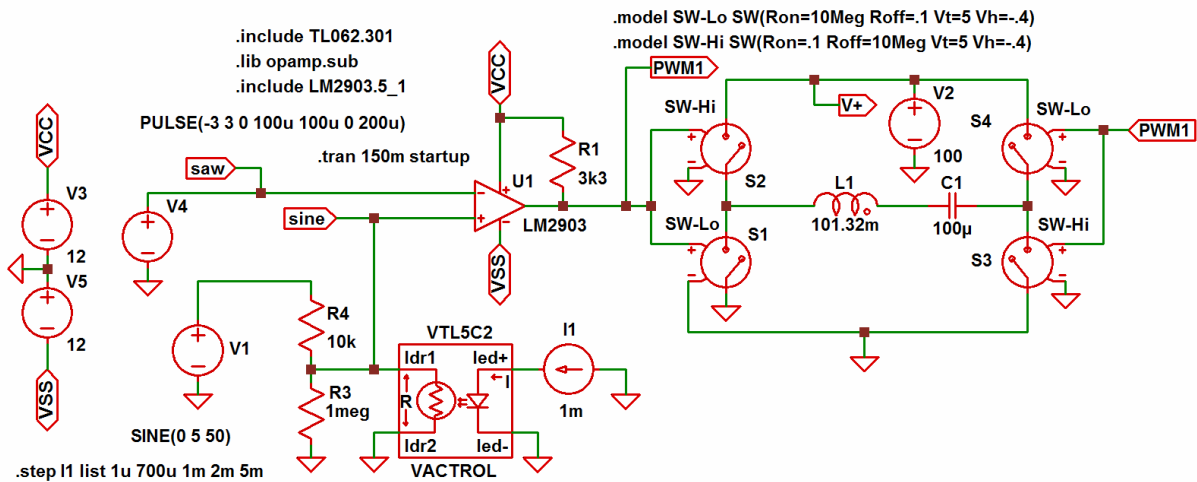 .include TL062.301
.lib opamp.sub
.include LM2903.5_1
PULSE(-3 3 0 100u 100u 0 200u)
.tran 150m startup
.model SW-Lo SW(Ron=10Meg Roff=.1 Vt=5 Vh=-.4)
.model SW-Hi SW(Ron=.1 Roff=10Meg Vt=5 Vh=-.4)
VCC
V3
12
V5
12
VSS
saw
V4
sine
VCC
U1
LM2903
VSS
R1
3k3
PWM1
SW-Hi
S2
SW-Lo
S1
V+
V2
100
L1
101.32m
C1
100µ
SW-Lo
S4
PWM1
SW-Hi
S3
V1
SINE(0 5 50)
R4
10k
R3
1meg
VTL5C2
ldr1
led+
I
R
ldr2
led-
VACTROL
I1
1m
.step I1 list 1u 700u 1m 2m 5m